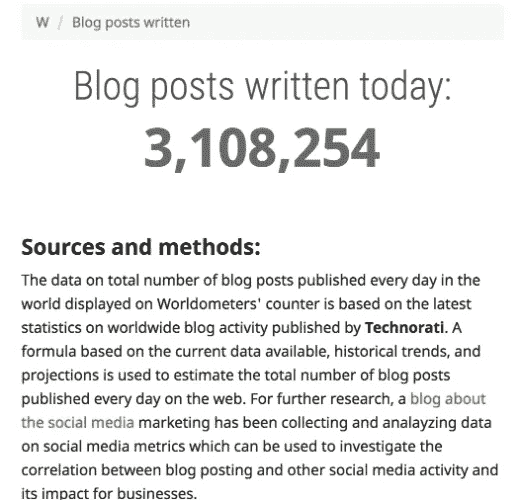 W / Blog posts written
Blog posts written today:
3,108,254
Sources and methods:
The data on total number of blog posts published every day in the
world displayed on Worldometers' counter is based on the latest
statistics on worldwide blog activity published by Technorati. A
formula based on the current data available, historical trends, and
projections is used to estimate the total number of blog posts
published every day on the web. For further research, a blog about
the social media marketing has been collecting and analayzing data
on social media metrics which can be used to investigate the
correlation between blog posting and other social media activity and
its impact for businesses.